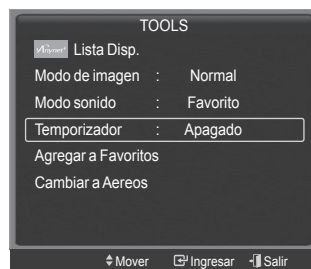 TOOLS
Anynet+ Lista Disp.
Modo de imagen : Normal
Modo sonido : Favorito
Temporizador : Apagado
Agregar a Favoritos
Cambiar a Aereos
Mover Ingresar Salir